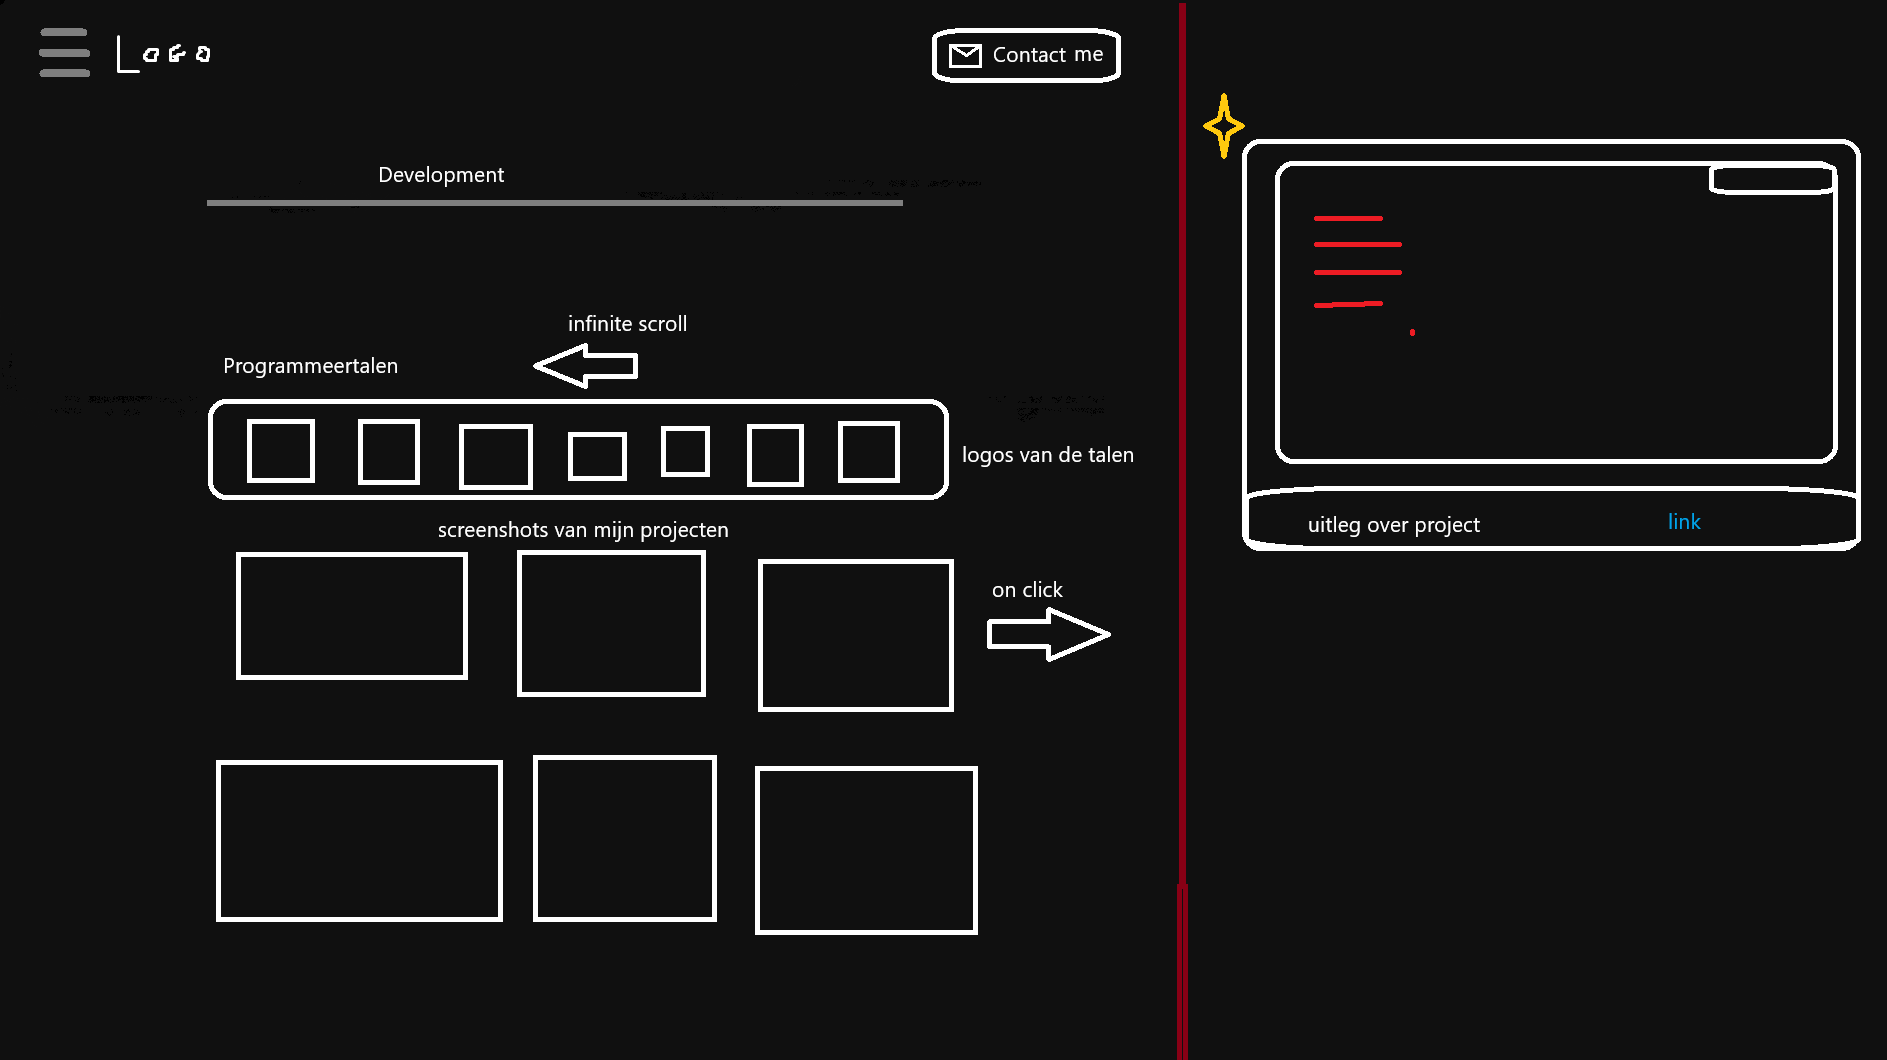 Logo
Contact me
Development
infinite scroll
Programmeertalen
logos van de talen
screenshots van mijn projecten
on click
uitleg over project
link